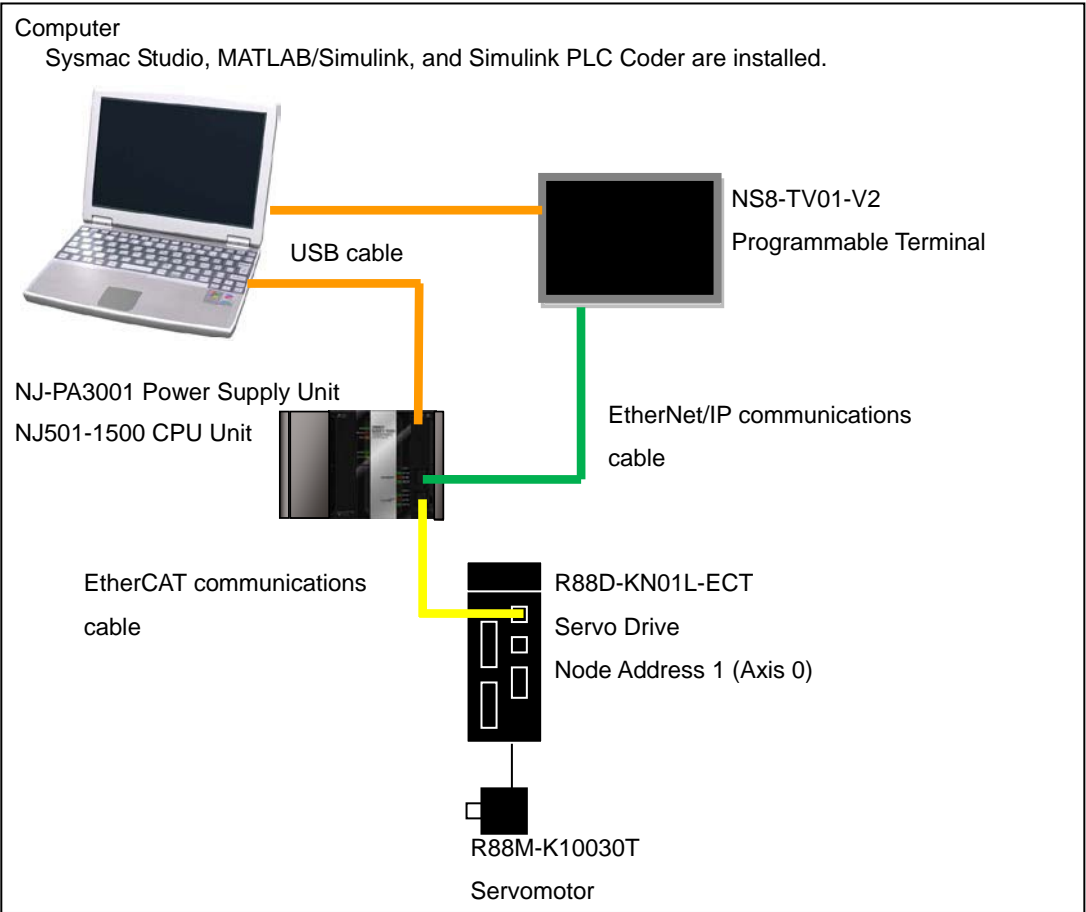 Computer
Sysmac Studio, MATLAB/Simulink, and Simulink PLC Coder are installed.
NS8-TV01-V2
Programmable Terminal
USB cable
NJ-PA3001 Power Supply Unit
NJ501-1500 CPU Unit
EtherNet/IP communications
cable
EtherCAT communications
cable
R88D-KN01L-ECT
Servo Drive
Node Address 1 (Axis 0)
R88M-K10030T
Servomotor